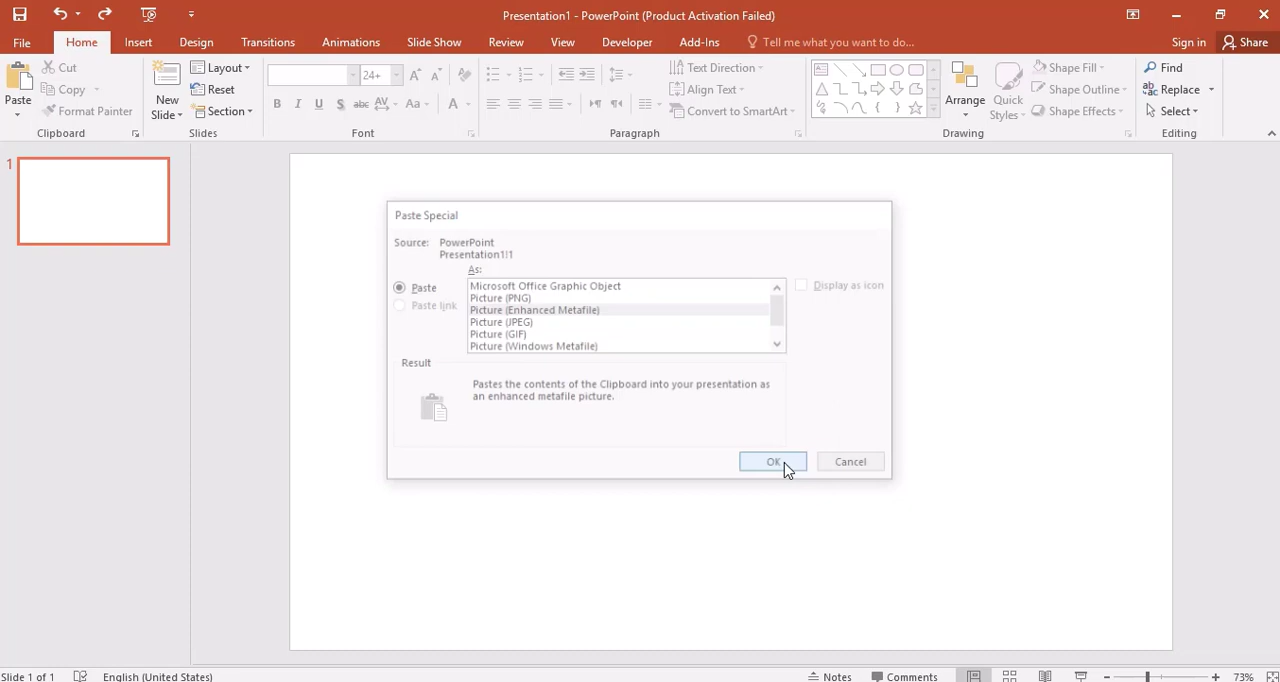 Presentation1 - PowerPoint (Product Activation Failed)
File Home Insert Design Transitions Animations Slide Show Review View Developer Add-Ins Tell me what you want to do... Sign in Share
Paste
Cut
Copy
Format Painter
Clipboard
New
Slide
Layout
Reset
Section
Slides
24+
B I U S abc AV Aa A
Font
Text Direction
Align Text
Convert to SmartArt
Paragraph
Arrange
Quick
Styles
Shape Fill
Shape Outline
Shape Effects
Drawing
Find
Replace
Select
Editing
1
Paste Special
Source: PowerPoint
Presentation1!1
As:
Paste
Paste link
Microsoft Office Graphic Object
Picture (PNG)
Picture (Enhanced Metafile)
Picture (JPEG)
Picture (GIF)
Picture (Windows Metafile)
Display as icon
Result
Pastes the contents of the Clipboard into your presentation as
an enhanced metafile picture.
OK Cancel
Slide 1 of 1 English (United States) Notes Comments 73%